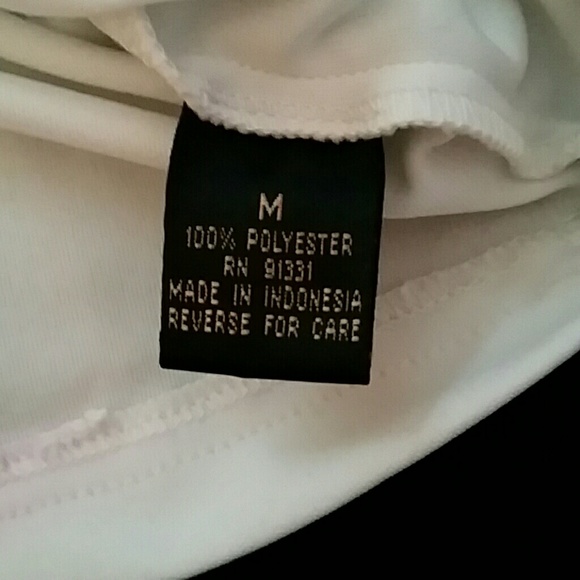 M
100% POLYESTER
RN 91331
MADE IN INDONESIA
REVERSE FOR CARE